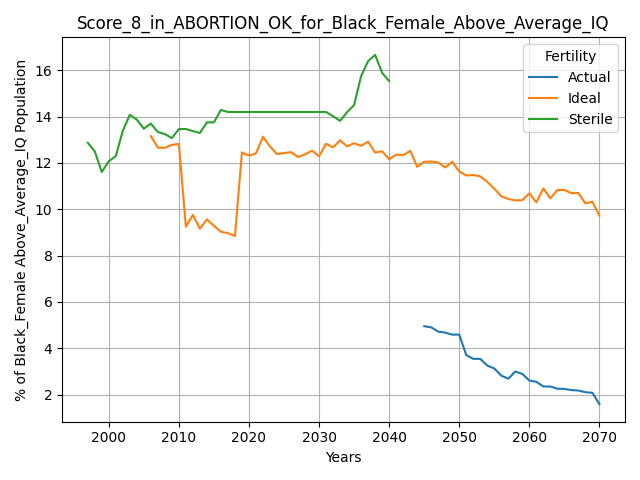 Score_8_in_ABORTION_OK_for_Black_Female_Above_Average_IQ
Fertility
Actual
Ideal
Sterile
% of Black_Female Above_Average_IQ Population
16
14
12
10
8
6
4
2
2000 2010 2020 2030 2040 2050 2060 2070
Years